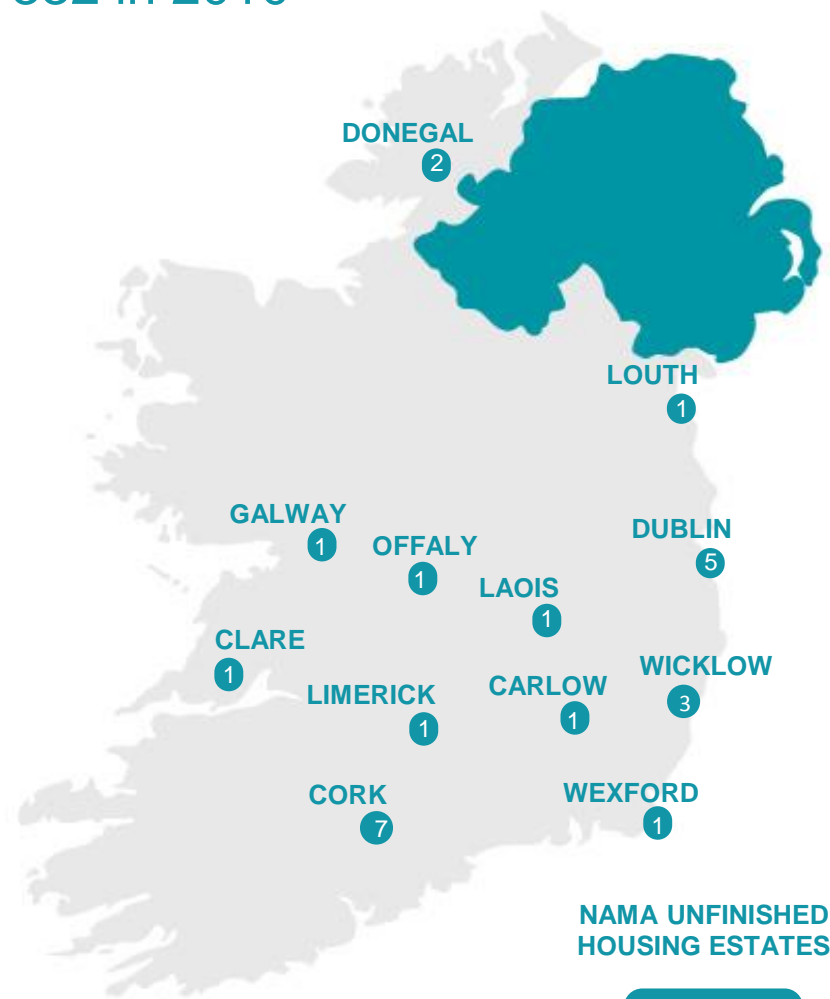 DONEGAL
2
LOUTH
1
GALWAY
1
OFFALY
1
DUBLIN
5
LAOIS
1
CLARE
1
WICKLOW
3
LIMERICK
1
CARLOW
1
CORK
7
WEXFORD
1
NAMA UNFINISHED
HOUSING ESTATES